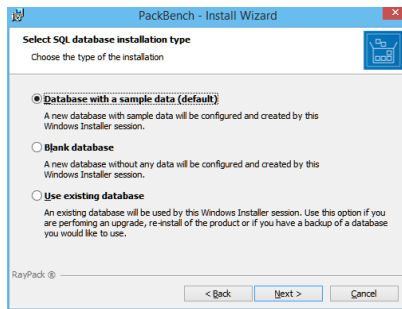 PackBench - Install Wizard
Select SQL database installation type
Choose the type of the installation
Database with a sample data (default)
A new database with sample data will be configured and created by this
Windows Installer session.
Blank database
A new database without any data will be configured and created by this
Windows Installer session.
Use existing database
An existing database will be used by this Windows Installer session. Use this option if you
are perfoming an upgrade, re-install of the product or if you have a backup of a database
you would like to use.
RayPack ®
< Back Next > Cancel